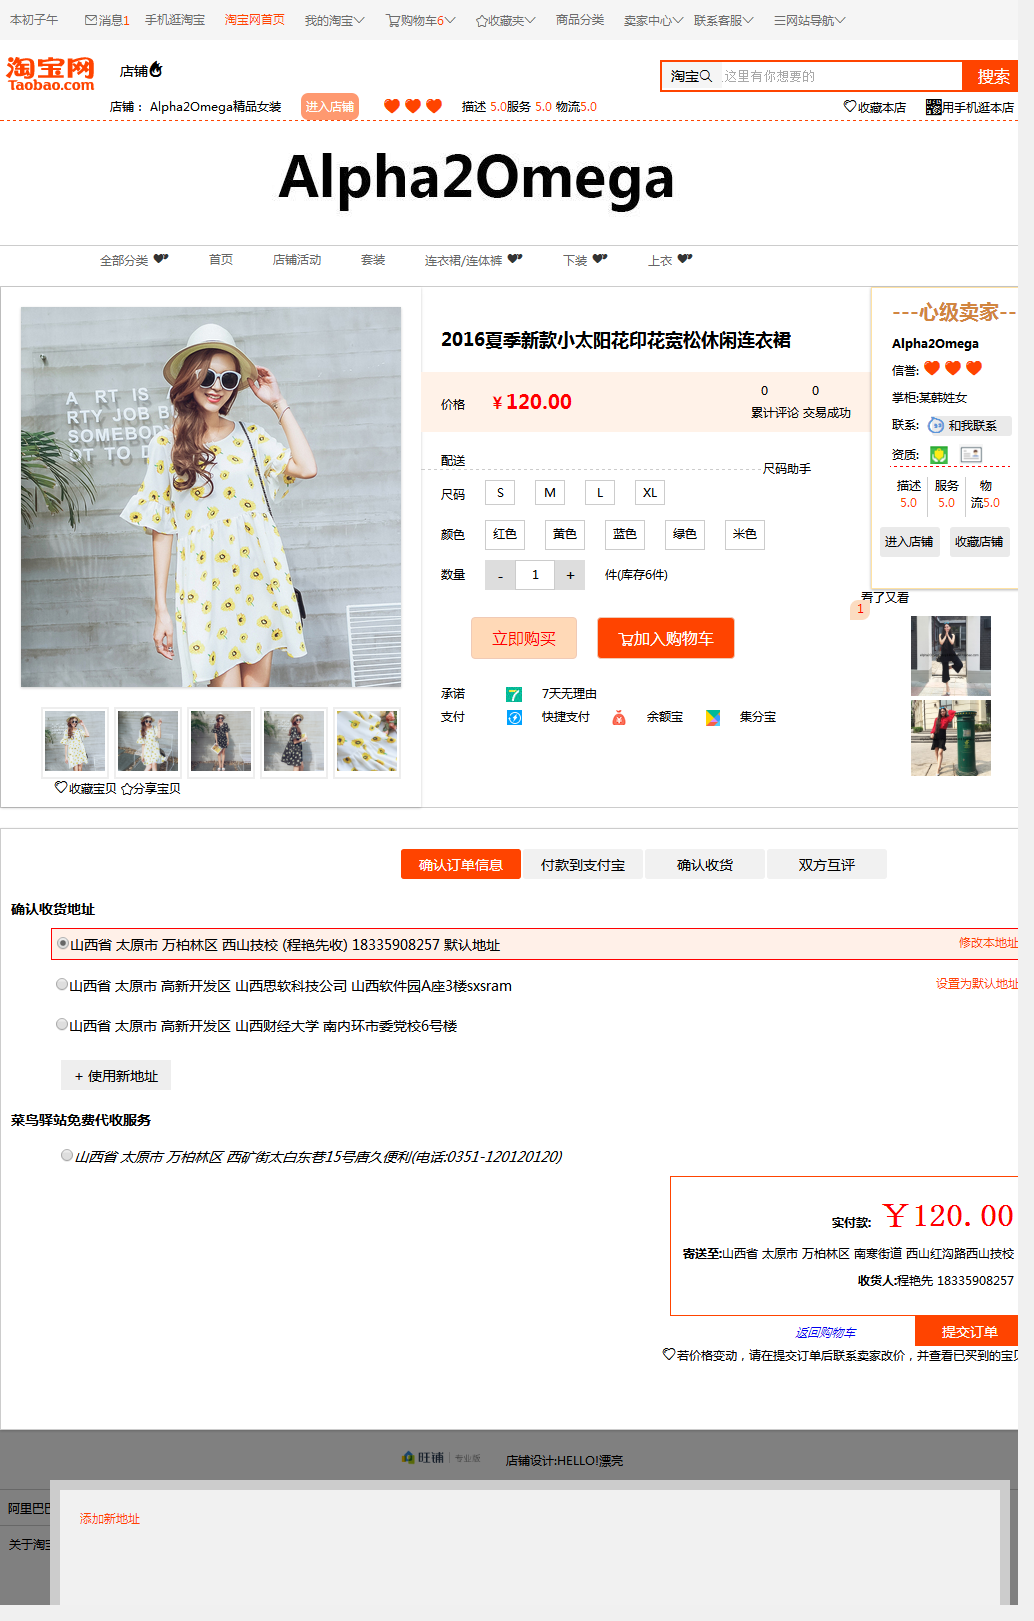 本初子午 消息1 手机逛淘宝 淘宝网首页 我的淘宝 购物车6 收藏夹 商品分类 卖家中心 联系客服 网站导航
淘宝网
Taobao.com
店铺
淘宝 这里有你想要的 搜索
店铺： Alpha2Omega精品女装 进入店铺 描述 5.0服务 5.0 物流5.0 收藏本店 用手机逛本店
Alpha2Omega
全部分类 首页 店铺活动 套装 连衣裙/连体裤 下装 上衣
A RT IS A
RTY JOB B
SOMEBOD
OT TO D
2016夏季新款小太阳花印花宽松休闲连衣裙
价格 ￥120.00
0 0
累计评论 交易成功
配送
尺码助手
尺码 S M L XL
颜色 红色 黄色 蓝色 绿色 米色
数量 - 1 + 件(库存6件)
立即购买 加入购物车
承诺 7 7天无理由
支付 快捷支付 余额宝 集分宝
收藏宝贝 分享宝贝
---心级卖家--
Alpha2Omega
信誉:
掌柜:某韩姓女
联系: 和我联系
资质:
描述 服务 物
5.0 5.0 流5.0
进入店铺 收藏店铺
看了又看
1
确认订单信息 付款到支付宝 确认收货 双方互评
确认收货地址
山西省 太原市 万柏林区 西山技校 (程艳先收) 18335908257 默认地址 修改本地址
山西省 太原市 高新开发区 山西思软科技公司 山西软件园A座3楼sxsram 设置为默认地址
山西省 太原市 高新开发区 山西财经大学 南内环市委党校6号楼
+ 使用新地址
菜鸟驿站免费代收服务
山西省 太原市 万柏林区 西矿街太白东巷15号唐久便利(电话:0351-120120120)
实付款: ￥120.00
寄送至:山西省 太原市 万柏林区 南寒街道 西山红沟路西山技校
收货人:程艳先 18335908257
返回购物车 提交订单
若价格变动，请在提交订单后联系卖家改价，并查看已买到的宝贝
旺铺 专业版 店铺设计:HELLO!漂亮
阿里巴巴
关于淘宝
添加新地址